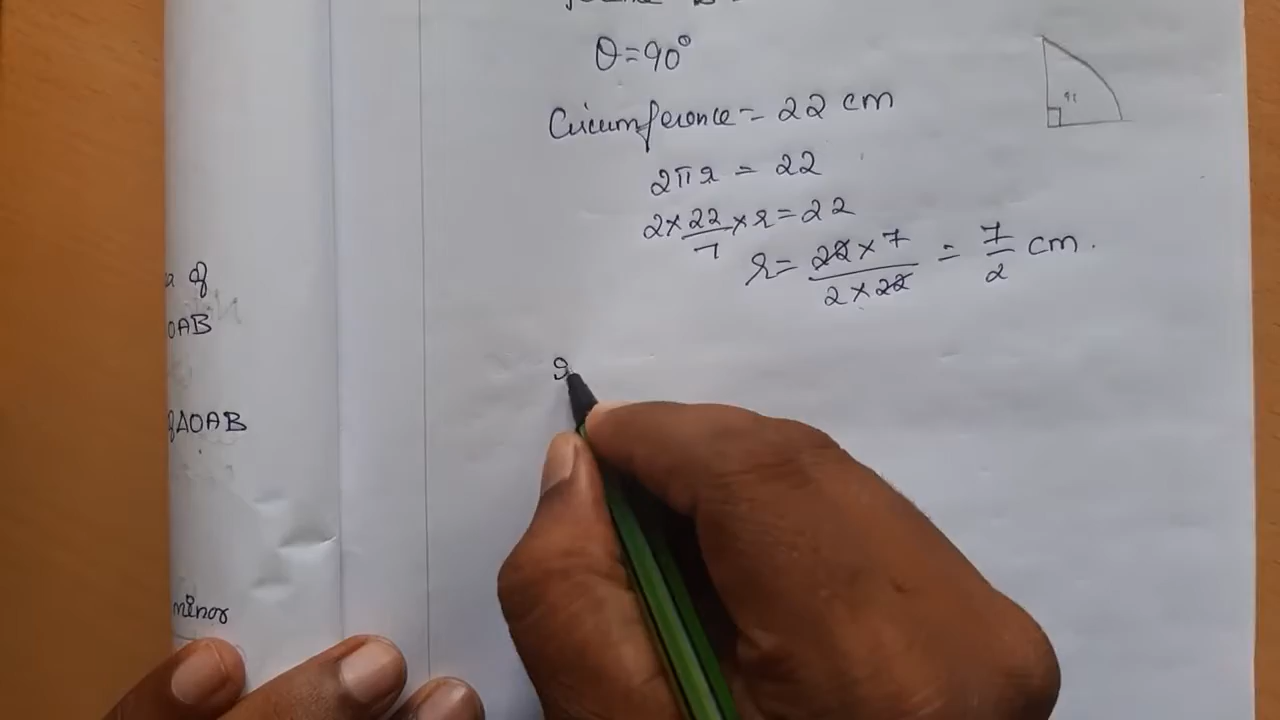 θ=90°
Circumference = 22 cm
2πr = 22
2×22/7×r=22
r= 22×7/2×22 = 7/2 cm.
of
OAB
ΔOAB
minor